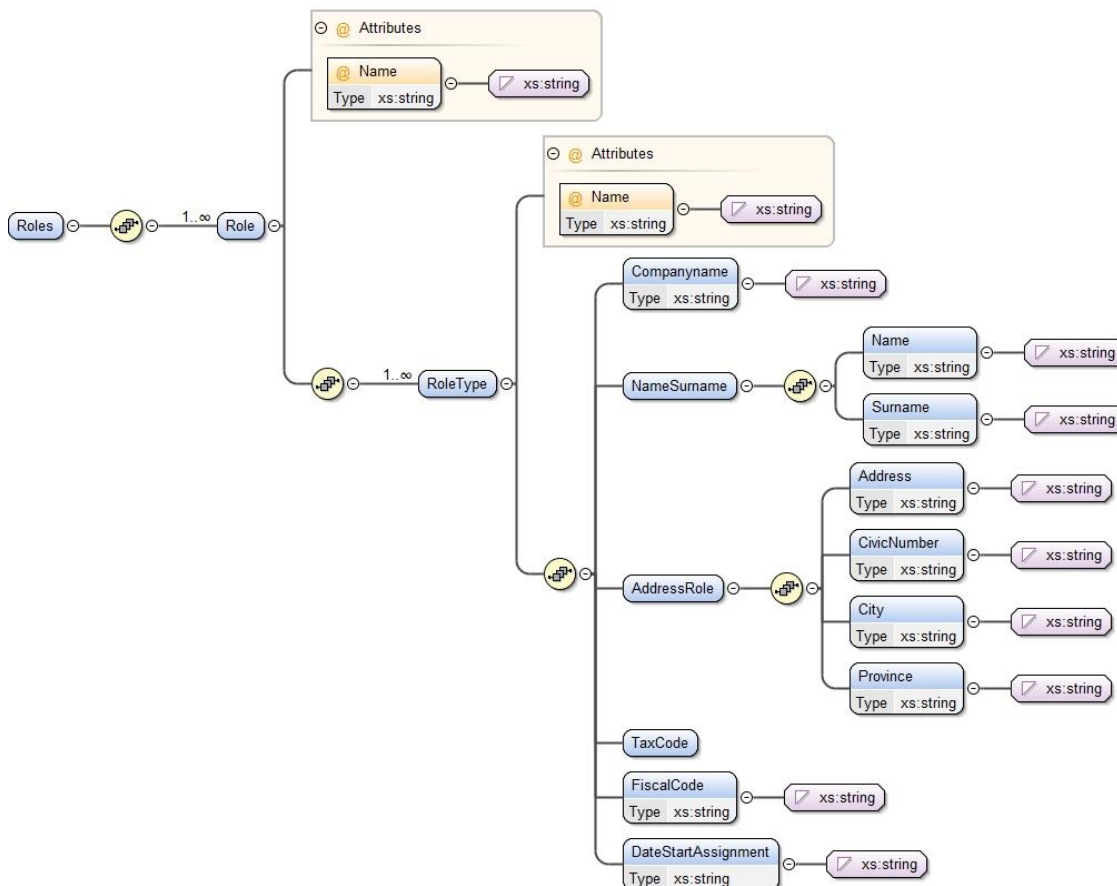 Attributes
Name
Type xs:string
xs:string
Attributes
Name
Type xs:string
xs:string
Roles
1..∞
Role
Companyname
Type xs:string
xs:string
1..∞
RoleType
NameSurname
Name
Type xs:string
xs:string
Surname
Type xs:string
xs:string
AddressRole
Address
Type xs:string
xs:string
CivicNumber
Type xs:string
xs:string
City
Type xs:string
xs:string
Province
Type xs:string
xs:string
TaxCode
FiscalCode
Type xs:string
xs:string
DateStartAssignment
Type xs:string
xs:string